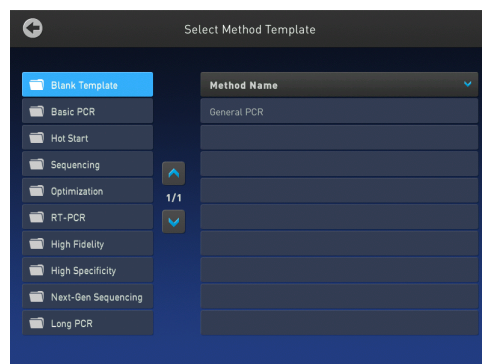 Select Method Template
Blank Template
Basic PCR
Hot Start
Sequencing
Optimization
RT-PCR
High Fidelity
High Specificity
Next-Gen Sequencing
Long PCR
1/1
Method Name
General PCR